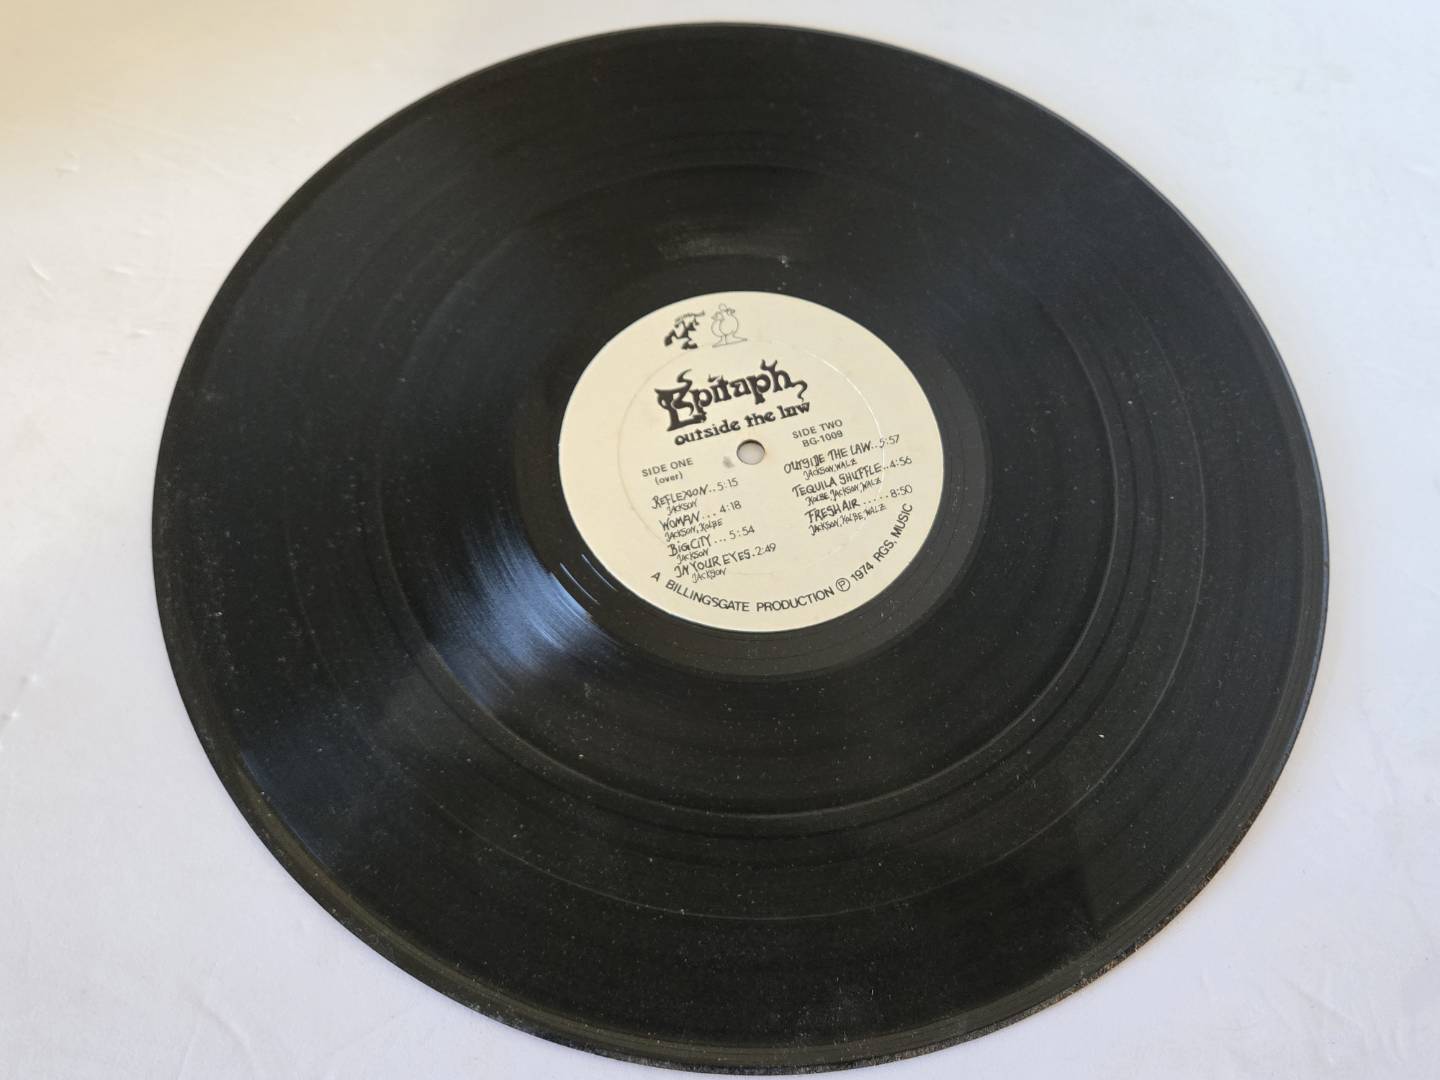 Epitaph
outside the law
SIDE ONE
(over)
REFLEXION..5:15
JACKSON
WOMAN...4:18
JACKSON, KOLBE
BIG CITY...5:54
JACKSON
IN YOUR EYES.2:49
JACKSON
SIDE TWO
BG-1009
OUTSIDE THE LAW..5:57
JACKSON, WALZ
TEQUILA SHUFFLE..4:56
KOLBE, JACKSON, WALZ
FRESH AIR.....8:50
JACKSON, KOLBE, WALZ
A BILLINGSGATE PRODUCTION Ⓟ 1974 RGS. MUSIC